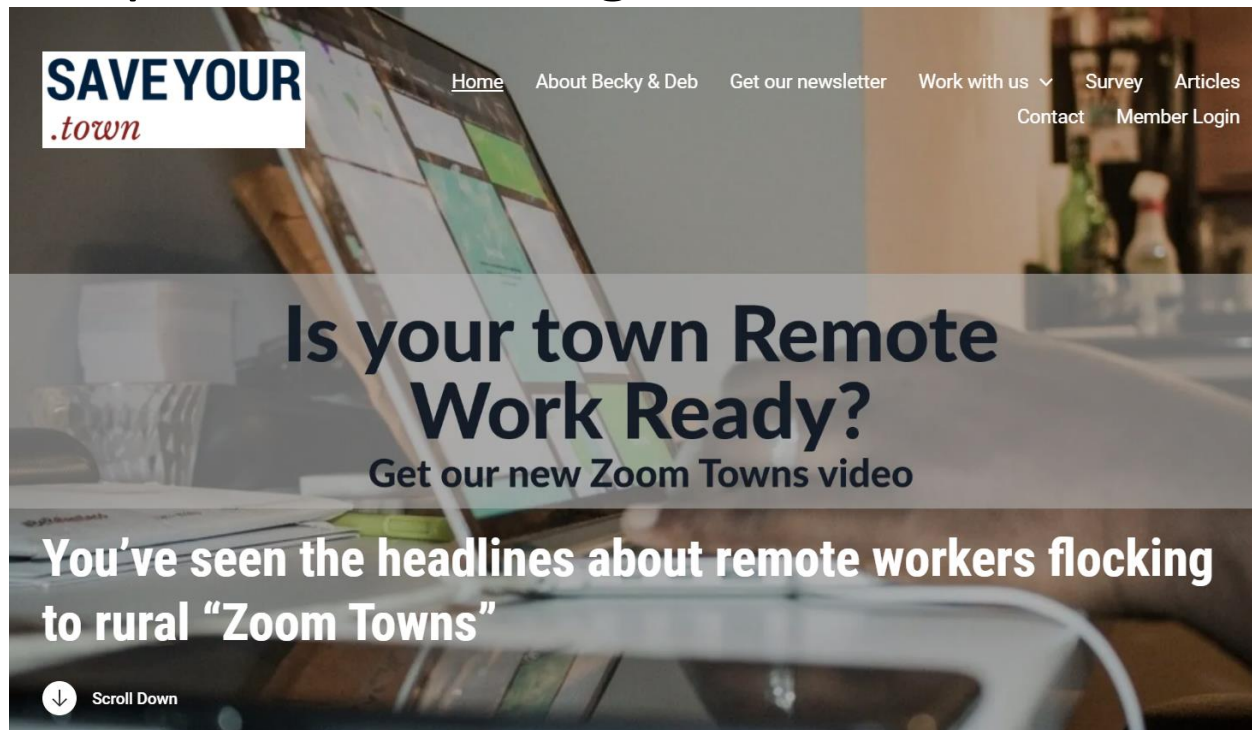 SAVEYOUR
.town
Home About Becky & Deb Get our newsletter Work with us Survey Articles
Contact Member Login
Is your town Remote
Work Ready?
Get our new Zoom Towns video
You’ve seen the headlines about remote workers flocking
to rural “Zoom Towns”
Scroll Down